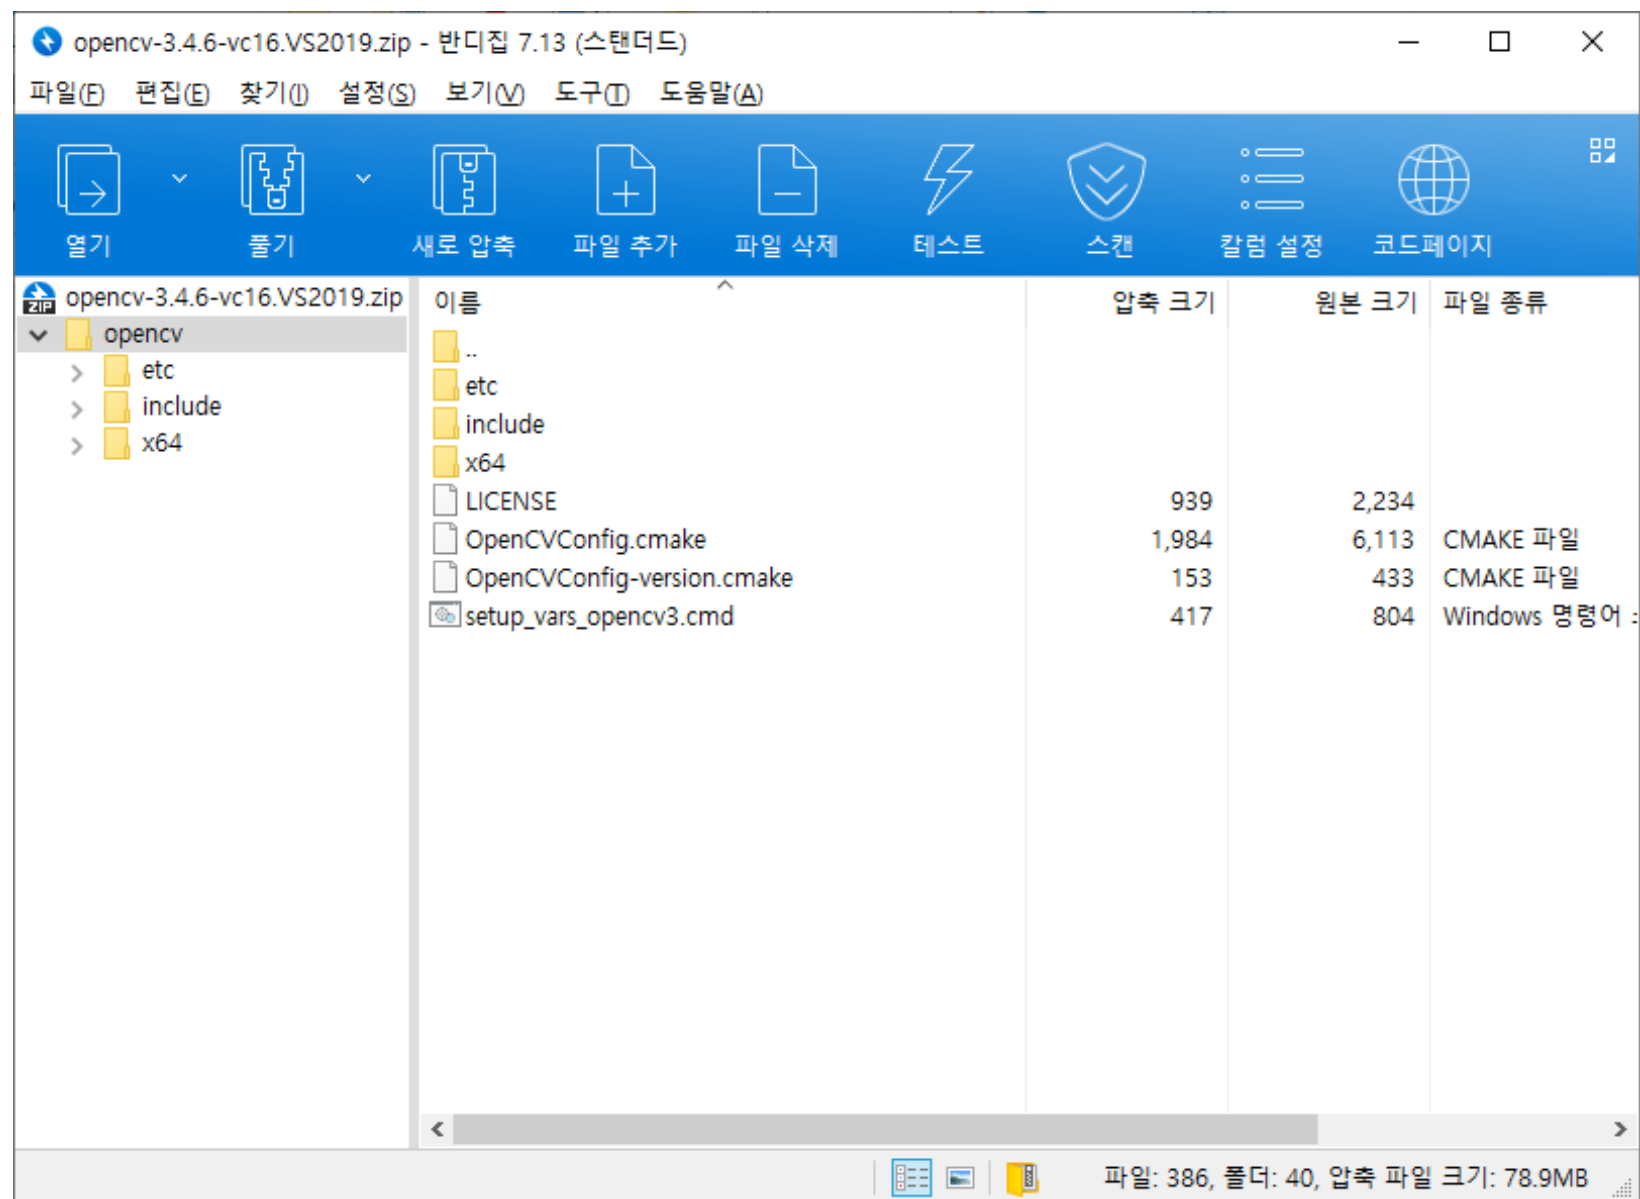 opencv-3.4.6-vc16.VS2019.zip - 반디집 7.13 (스탠더드)
파일(F) 편집(E) 찾기(I) 설정(S) 보기(V) 도구(T) 도움말(A)
열기 풀기 새로 압축 파일 추가 파일 삭제 테스트 스캔 칼럼 설정 코드페이지
ZIP opencv-3.4.6-vc16.VS2019.zip
opencv
etc
include
x64
이름 압축 크기 원본 크기 파일 종류
..
etc
include
x64
LICENSE 939 2,234
OpenCVConfig.cmake 1,984 6,113 CMAKE 파일
OpenCVConfig-version.cmake 153 433 CMAKE 파일
setup_vars_opencv3.cmd 417 804 Windows 명령어
파일: 386, 폴더: 40, 압축 파일 크기: 78.9MB